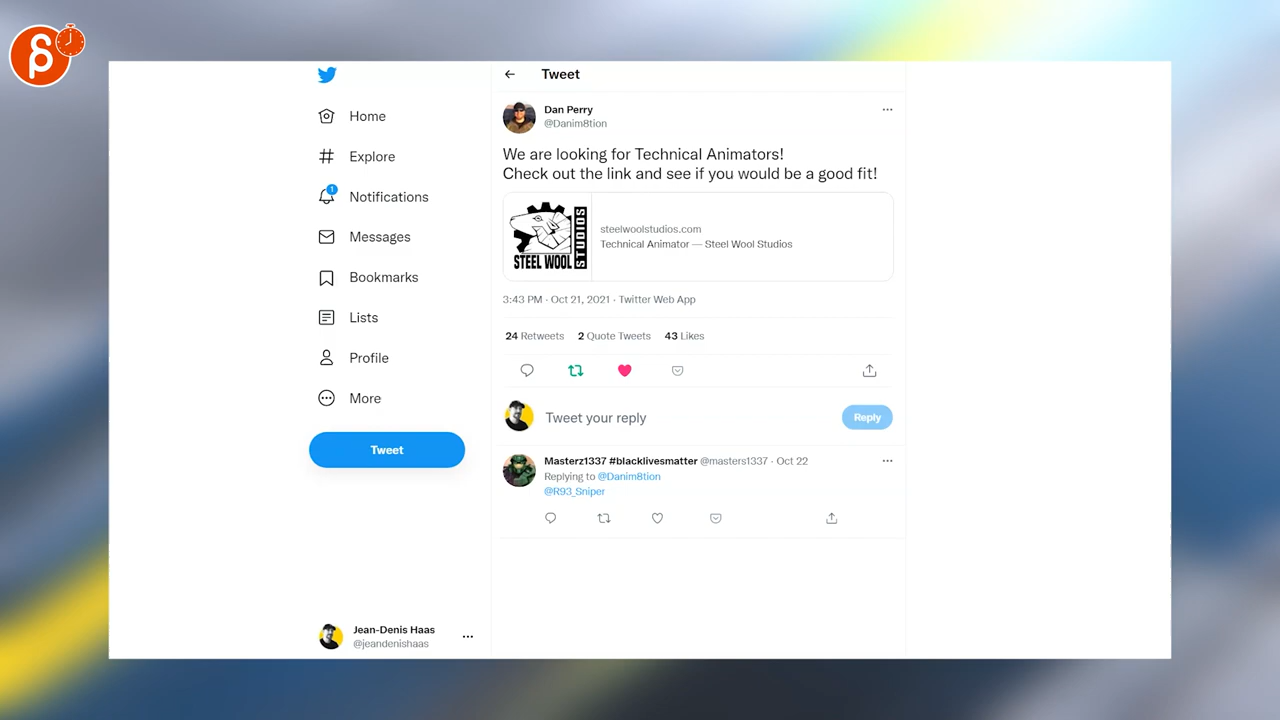 Tweet
Home
Explore
1
Notifications
Messages
Bookmarks
Lists
Profile
More
Tweet
Jean-Denis Haas
@jeandenishaas
Dan Perry
@Danim8tion
We are looking for Technical Animators!
Check out the link and see if you would be a good fit!
STEEL WOOL
STUDIOS
steelwoolstudios.com
Technical Animator — Steel Wool Studios
3:43 PM · Oct 21, 2021 · Twitter Web App
24 Retweets 2 Quote Tweets 43 Likes
Tweet your reply
Reply
Masterz1337 #blacklivesmatter @masters1337 · Oct 22
Replying to @Danim8tion
@R93_Sniper